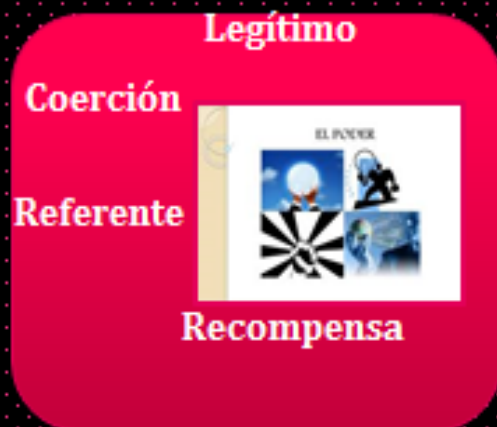 Legítimo
Coerción
EL PODER
Referente
Recompensa